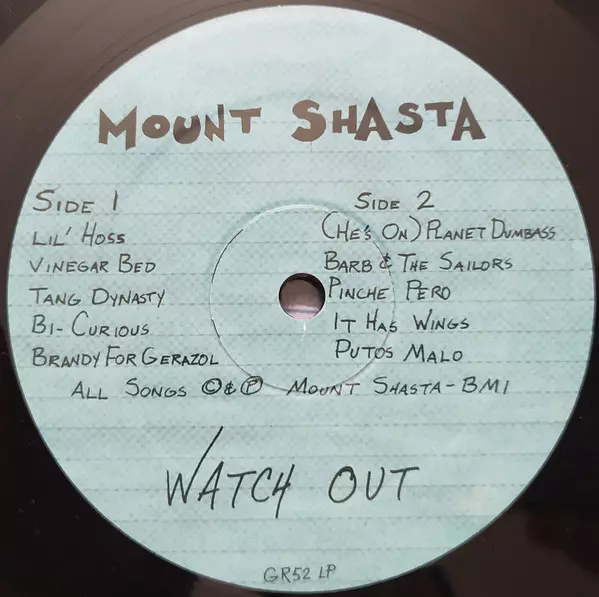 MOUNT SHASTA
SIDE 1
LIL' HOSS
VINEGAR BED
TANG DYNASTY
BI-CURIOUS
BRANDY FOR GERAZOL
SIDE 2
(HE'S ON) PLANET DUMBASS
BARB & THE SAILORS
PINCHE PERO
IT HAS WINGS
PUTOS MALO
ALL SONGS © & ℗ MOUNT SHASTA - BMI
WATCH OUT
GR52 LP